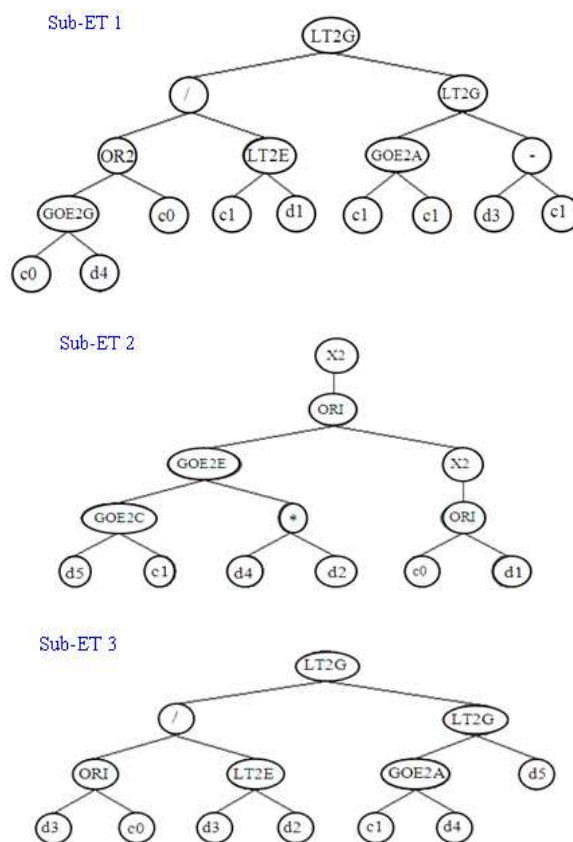 Sub-ET 1
LT2G
/ LT2G
OR2 LT2E GOE2A -
GOE2G c0 c1 d1 c1 c1 d3 c1
c0 d4
Sub-ET 2
X2
ORI
GOE2E X2
GOE2C * ORI
d5 c1 d4 d2 c0 d1
Sub-ET 3
LT2G
/ LT2G
ORI LT2E GOE2A d5
d3 c0 d3 d2 c1 d4